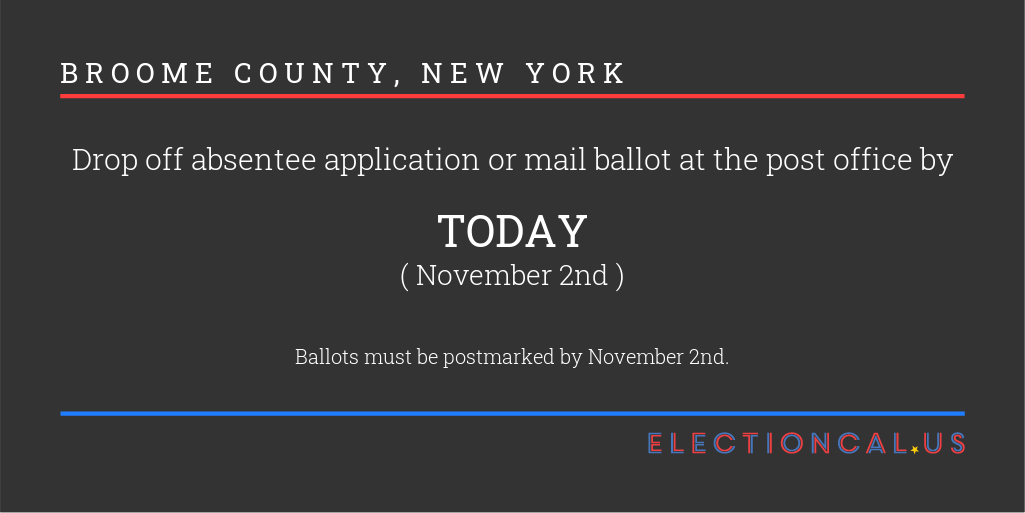 BROOME COUNTY, NEW YORK
Drop off absentee application or mail ballot at the post office by
TODAY
( November 2nd )
Ballots must be postmarked by November 2nd.
ELECTIONCAL.US